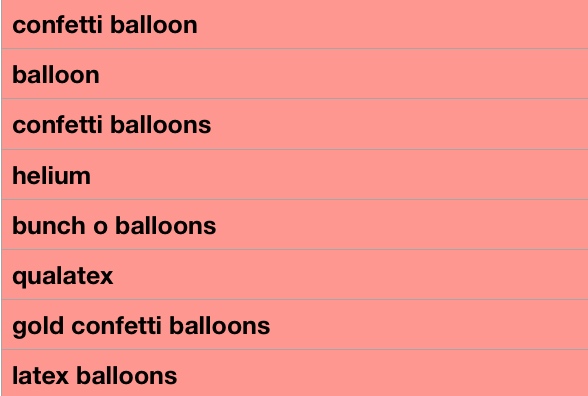 confetti balloon
balloon
confetti balloons
helium
bunch o balloons
qualatex
gold confetti balloons
latex balloons